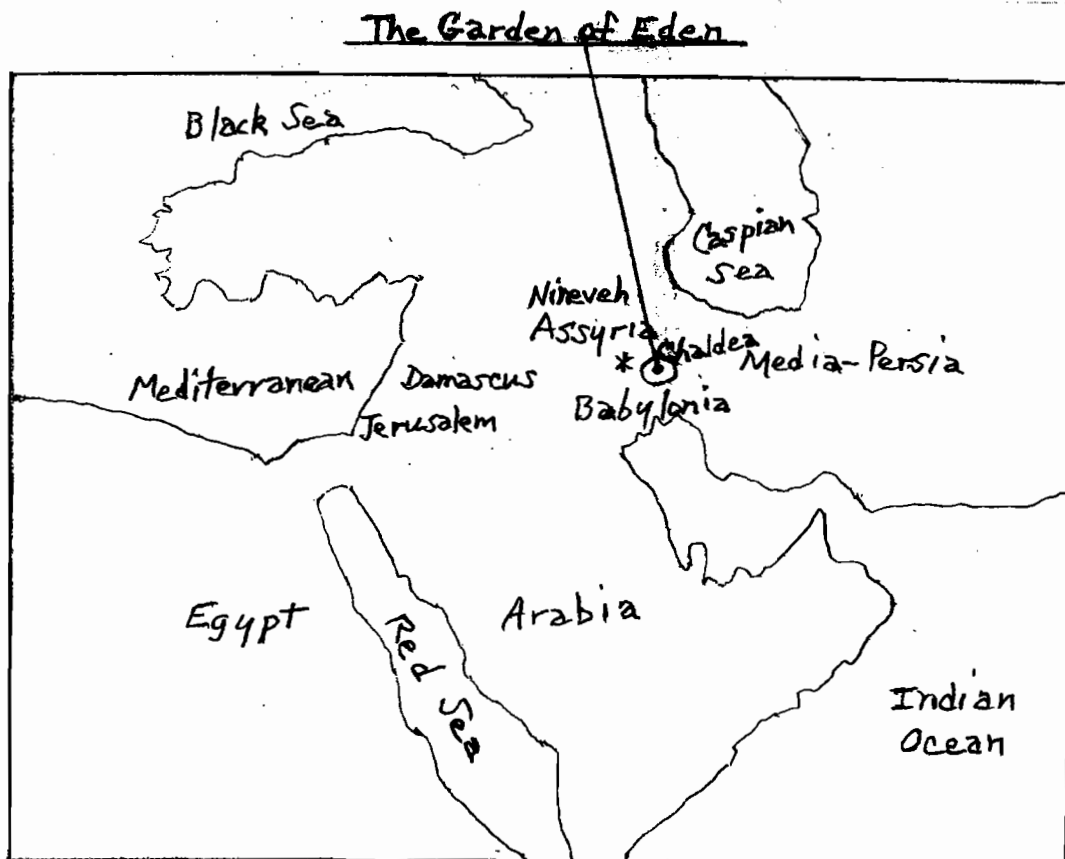 The Garden of Eden
Black Sea
Caspian
Sea
Nineveh
Assyria
* Chaldea
Media-Persia
Mediterranean
Damascus
Babylonia
Jerusalem
Egypt
Arabia
Red Sea
Indian
Ocean